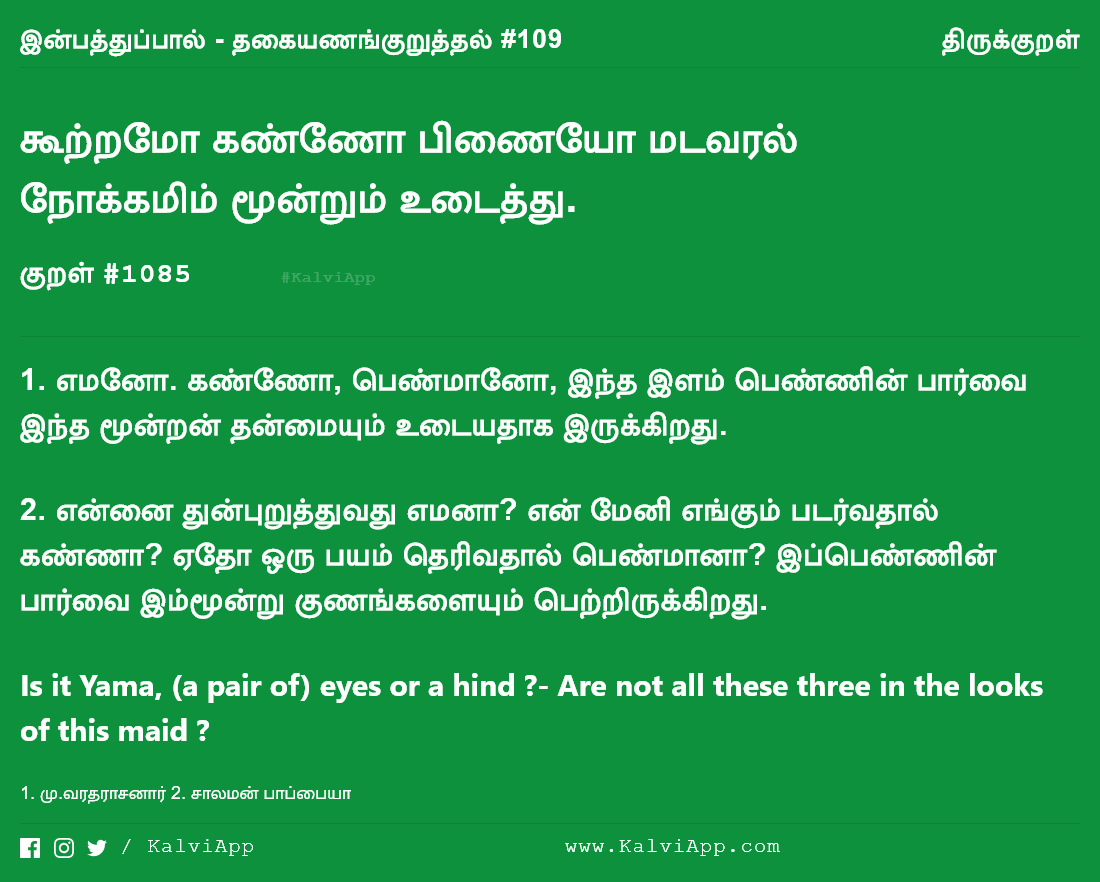 இன்பத்துப்பால் - தகையணங்குறுத்தல் #109 திருக்குறள்
கூற்றமோ கண்ணோ பிணையோ மடவரல்
நோக்கமிம் மூன்றும் உடைத்து.
குறள் #1085 #KalviApp
1. எமனோ. கண்ணோ, பெண்மானோ, இந்த இளம் பெண்ணின் பார்வை
இந்த மூன்றன் தன்மையும் உடையதாக இருக்கிறது.
2. என்னை துன்புறுத்துவது எமனா? என் மேனி எங்கும் படர்வதால்
கண்ணா? ஏதோ ஒரு பயம் தெரிவதால் பெண்மானா? இப்பெண்ணின்
பார்வை இம்மூன்று குணங்களையும் பெற்றிருக்கிறது.
Is it Yama, (a pair of) eyes or a hind ?- Are not all these three in the looks
of this maid ?
1. மு.வரதராசனார் 2. சாலமன் பாப்பையா
/ KalviApp www.KalviApp.com